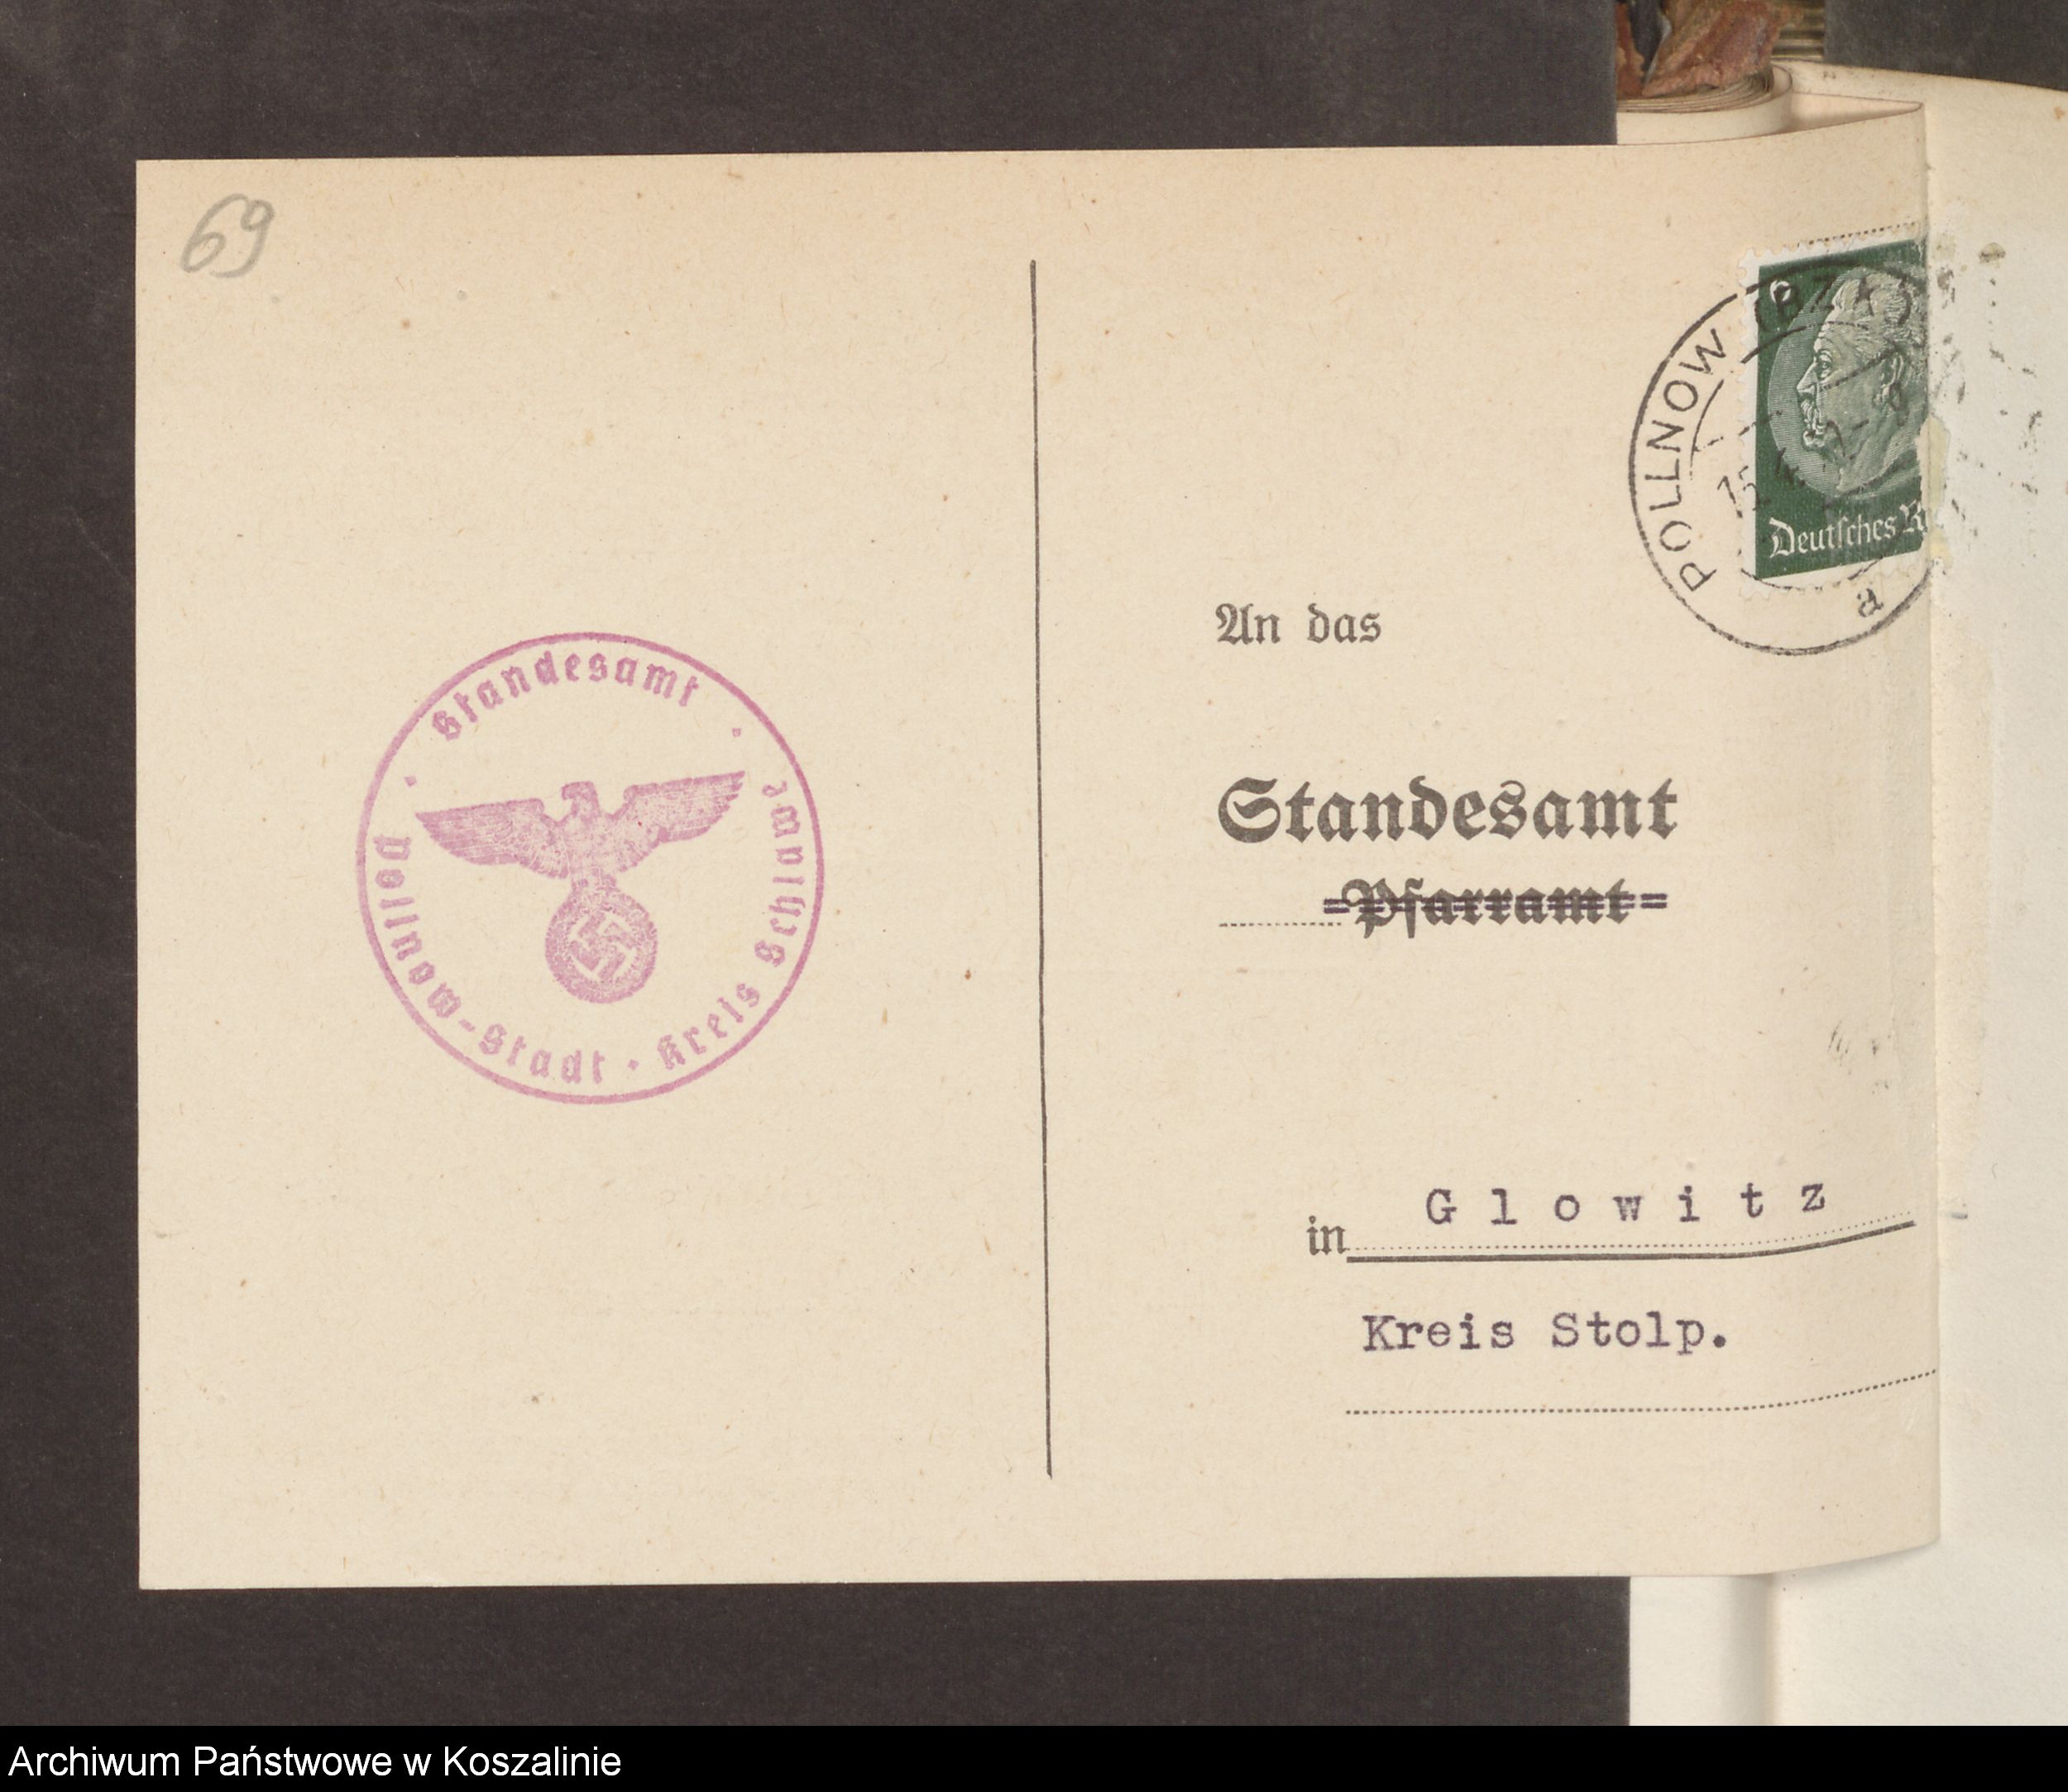 69
Standesamt
Pollnow-Stadt · Kreis Schlawe
POLLNOW
a
6
Deutsches R
An das
Standesamt
Pfarramt
in Glowitz
Kreis Stolp.
Archiwum Państwowe w Koszalinie